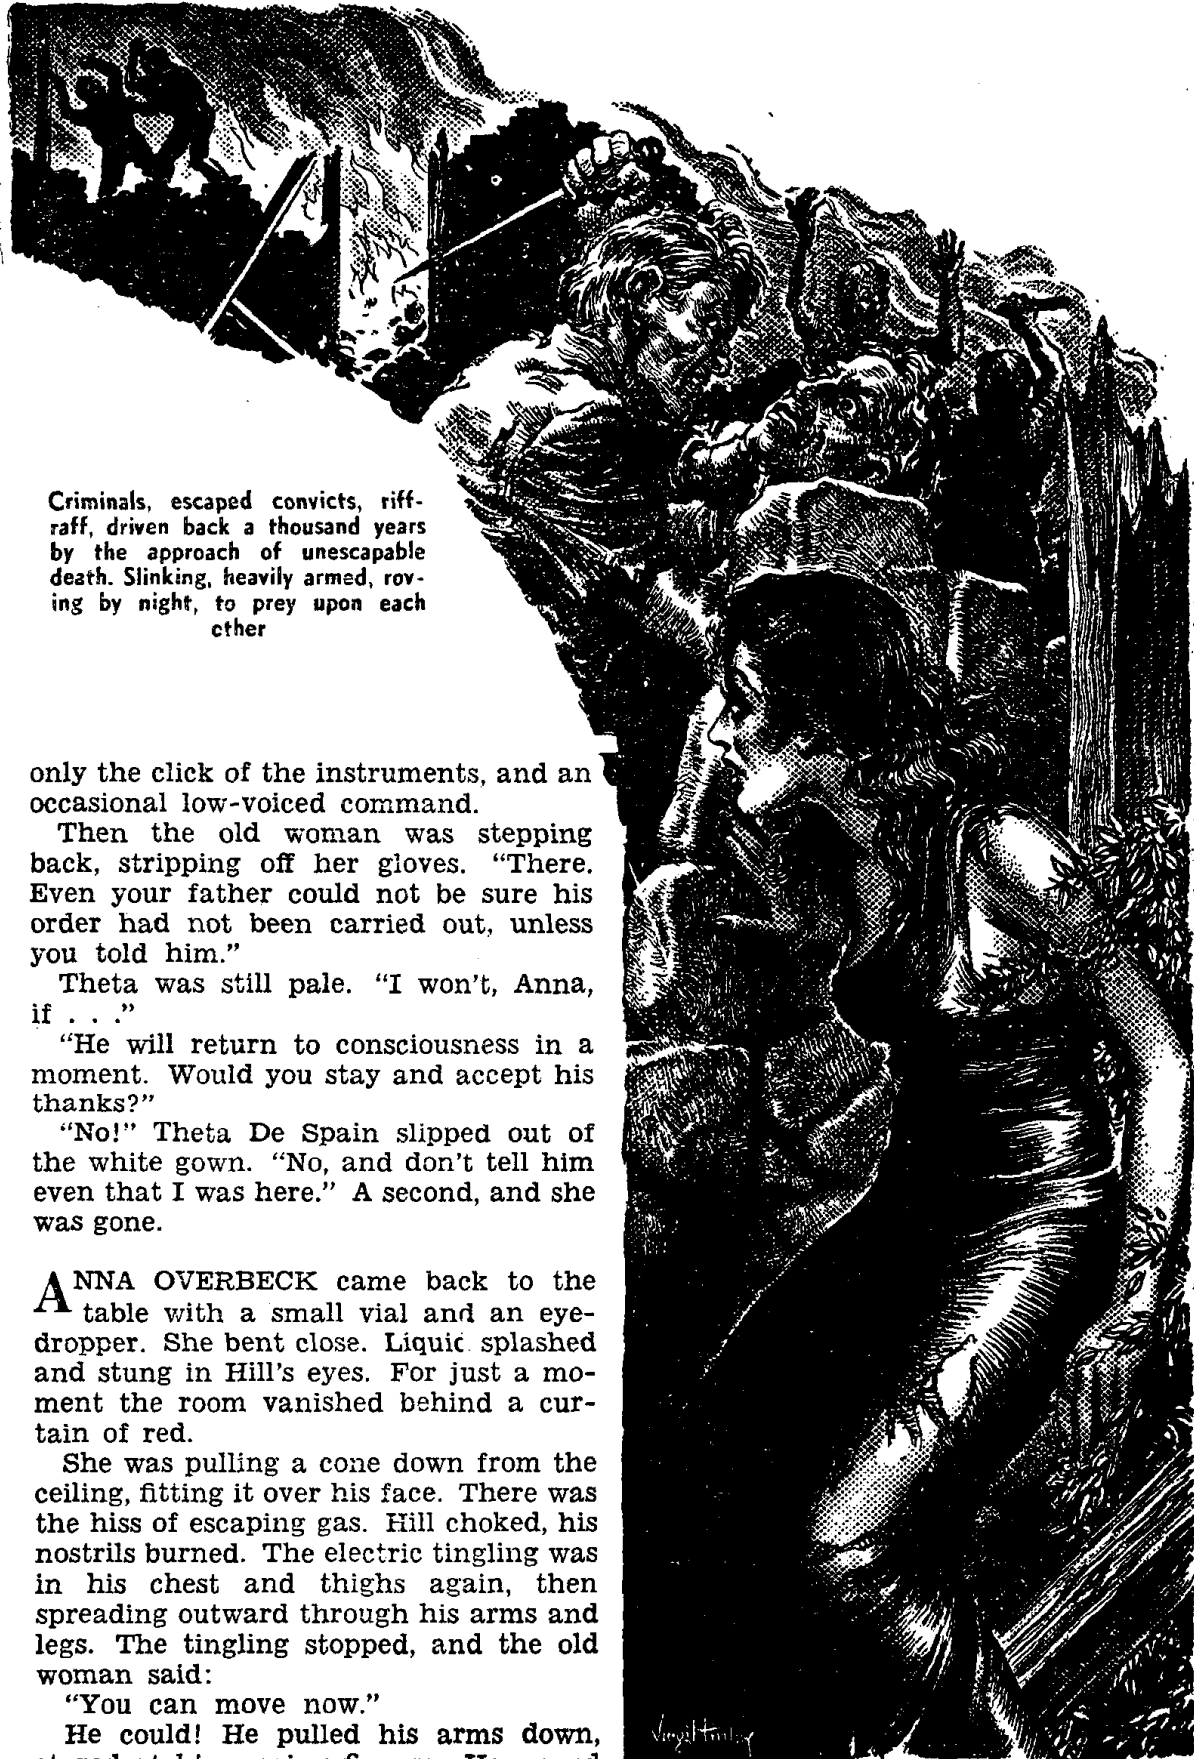 Criminals, escaped convicts, riff-
raff, driven back a thousand years
by the approach of unescapable
death. Slinking, heavily armed, rov-
ing by night, to prey upon each
other
only the click of the instruments, and an
occasional low-voiced command.
Then the old woman was stepping
back, stripping off her gloves. “There.
Even your father could not be sure his
order had not been carried out, unless
you told him.”
Theta was still pale. “I won't, Anna,
if . . .”
“He will return to consciousness in a
moment. Would you stay and accept his
thanks?”
“No!” Theta De Spain slipped out of
the white gown. “No, and don't tell him
even that I was here.” A second, and she
was gone.
ANNA OVERBECK came back to the
table with a small vial and an eye-
dropper. She bent close. Liquid splashed
and stung in Hill's eyes. For just a mo-
ment the room vanished behind a cur-
tain of red.
She was pulling a cone down from the
ceiling, fitting it over his face. There was
the hiss of escaping gas. Hill choked, his
nostrils burned. The electric tingling was
in his chest and thighs again, then
spreading outward through his arms and
legs. The tingling stopped, and the old
woman said:
“You can move now.”
He could! He pulled his arms down,
Virgil Finlay